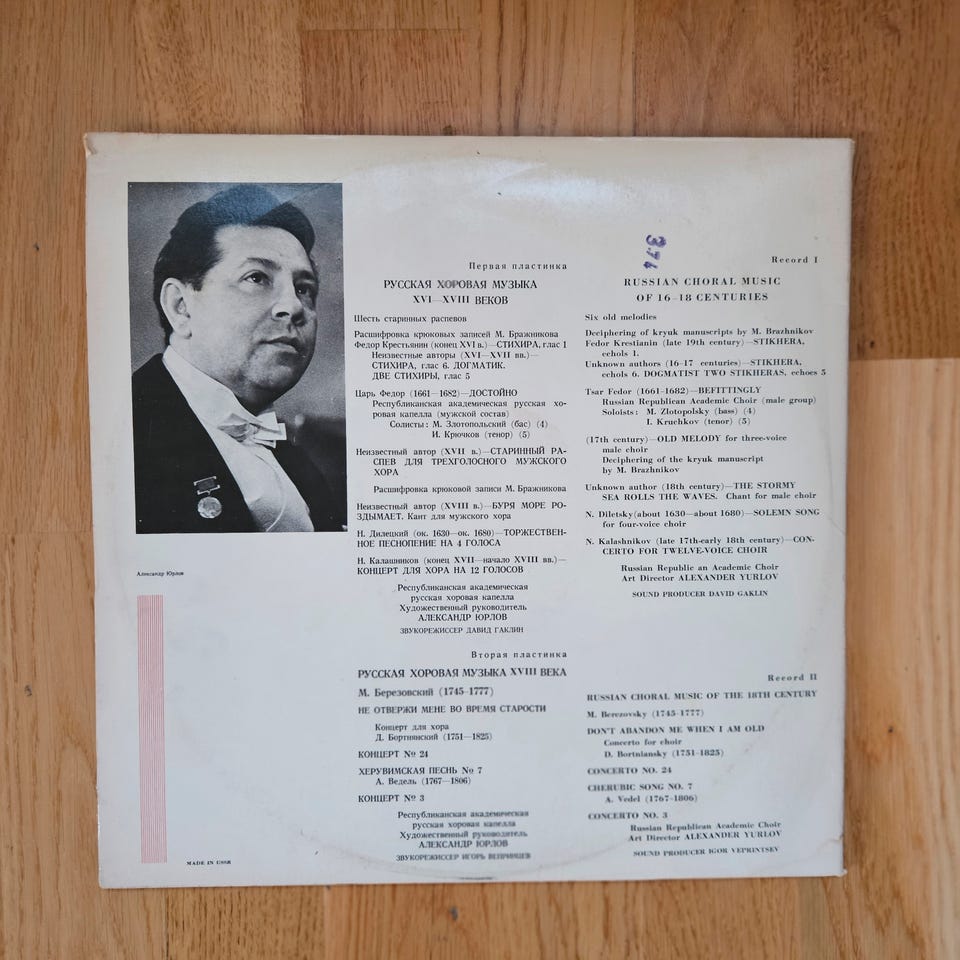 374
Первая пластинка
РУССКАЯ ХОРОВАЯ МУЗЫКА
XVI—XVIII ВЕКОВ
Шесть старинных распевов
Расшифровка крюковых записей М. Бражникова
Федор Крестьянин (конец XVI в.)—СТИХИРА, глас 1
Неизвестные авторы (XVI—XVII вв.)—
СТИХИРА, глас 6. ДОГМАТИК.
ДВЕ СТИХИРЫ, глас 5
Царь Федор (1661—1682)—ДОСТОЙНО
Республиканская академическая русская хо-
ровая капелла (мужской состав)
Солисты: М. Злотопольский (бас) (4)
И. Крючков (тенор) (5)
Неизвестный автор (XVII в.)—СТАРИННЫЙ РА-
СПЕВ ДЛЯ ТРЕХГОЛОСНОГО МУЖСКОГО
ХОРА
Расшифровка крюковой записи М. Бражникова
Неизвестный автор (XVIII в.)—БУРЯ МОРЕ РО-
ЗДЫМАЕТ. Кант для мужского хора
Н. Дилецкий (ок. 1630—ок. 1680)—ТОРЖЕСТВЕН-
НОЕ ПЕСНОПЕНИЕ НА 4 ГОЛОСА
Н. Калашников (конец XVII—начало XVIII вв.)—
КОНЦЕРТ ДЛЯ ХОРА НА 12 ГОЛОСОВ
Республиканская академическая
русская хоровая капелла
Художественный руководитель
АЛЕКСАНДР ЮРЛОВ
ЗВУКОРЕЖИССЕР ДАВИД ГАКЛИН
Вторая пластинка
РУССКАЯ ХОРОВАЯ МУЗЫКА XVIII ВЕКА
М. Березовский (1745-1777)
НЕ ОТВЕРЖИ МЕНЕ ВО ВРЕМЯ СТАРОСТИ
Концерт для хора
Д. Бортнянский (1751—1825)
КОНЦЕРТ № 24
ХЕРУВИМСКАЯ ПЕСНЬ № 7
А. Ведель (1767—1806)
КОНЦЕРТ № 3
Республиканская академическая
русская хоровая капелла
Художественный руководитель
АЛЕКСАНДР ЮРЛОВ
ЗВУКОРЕЖИССЕР ИГОРЬ ВЕПРИНЦЕВ
Record I
RUSSIAN CHORAL MUSIC
OF 16-18 CENTURIES
Six old melodies
Deciphering of kryuk manuscripts by M. Brazhnikov
Fedor Krestianin (late 19th century)—STIKHERA,
echols 1.
Unknown authors (16-17 centuries)—STIKHERA,
echols 6. DOGMATIST TWO STIKHERAS, echoes 5
Tsar Fedor (1661-1682)—BEFITTINGLY
Russian Republican Academic Choir (male group)
Soloists: M. Zlotopolsky (bass) (4)
I. Kruchkov (tenor) (5)
(17th century)—OLD MELODY for three-voice
male choir
Deciphering of the kryuk manuscript
by M. Brazhnikov
Unknown author (18th century)—THE STORMY
SEA ROLLS THE WAVES. Chant for male choir
N. Diletsky(about 1630—about 1680)—SOLEMN SONG
for four-voice choir
N. Kalashnikov (late 17th-early 18th century)—CON-
CERTO FOR TWELVE-VOICE CHOIR
Russian Republic an Academic Choir
Art Director ALEXANDER YURLOV
SOUND PRODUCER DAVID GAKLIN
Record II
RUSSIAN CHORAL MUSIC OF THE 18TH CENTURY
M. Berezovsky (1745-1777)
DON'T ABANDON ME WHEN I AM OLD
Concerto for choir
D. Bortniansky (1751-1825)
CONCERTO NO. 24
CHERUBIC SONG NO. 7
A. Vedel (1767-1806)
CONCERTO NO. 3
Russian Republican Academic Choir
Art Director ALEXANDER YURLOV
SOUND PRODUCER IGOR VEPRINTSEV
Александр Юрлов
MADE IN USSR